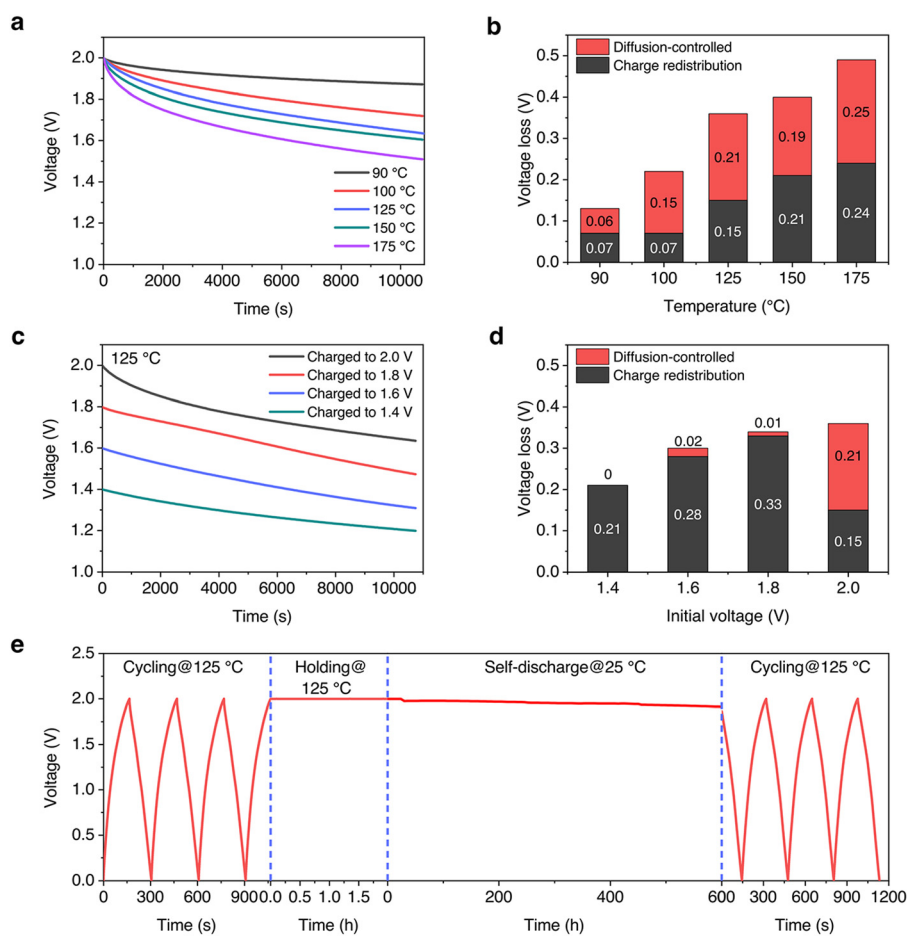 a
2.0
1.8
1.6
1.4
1.2
1.0
Voltage (V)
90 °C
100 °C
125 °C
150 °C
175 °C
0 2000 4000 6000 8000 10000
Time (s)
b
Diffusion-controlled
Charge redistribution
0.5
0.4
0.3
0.2
0.1
0.0
Voltage loss (V)
0.06
0.07
0.15
0.07
0.21
0.15
0.19
0.21
0.25
0.24
90 100 125 150 175
Temperature (°C)
c
125 °C
Charged to 2.0 V
Charged to 1.8 V
Charged to 1.6 V
Charged to 1.4 V
2.0
1.8
1.6
1.4
1.2
1.0
Voltage (V)
0 2000 4000 6000 8000 10000
Time (s)
d
Diffusion-controlled
Charge redistribution
0.5
0.4
0.3
0.2
0.1
0.0
Voltage loss (V)
0
0.21
0.02
0.28
0.01
0.33
0.21
0.15
1.4 1.6 1.8 2.0
Initial voltage (V)
e
2.5
2.0
1.5
1.0
0.5
0.0
Voltage (V)
Cycling@125 °C
Holding@
125 °C
Self-discharge@25 °C
Cycling@125 °C
0 300 600 900 0.0 0.5 1.0 1.5 0 200 400 600 300 600 900 1200
Time (s) Time (h) Time (h) Time (s)